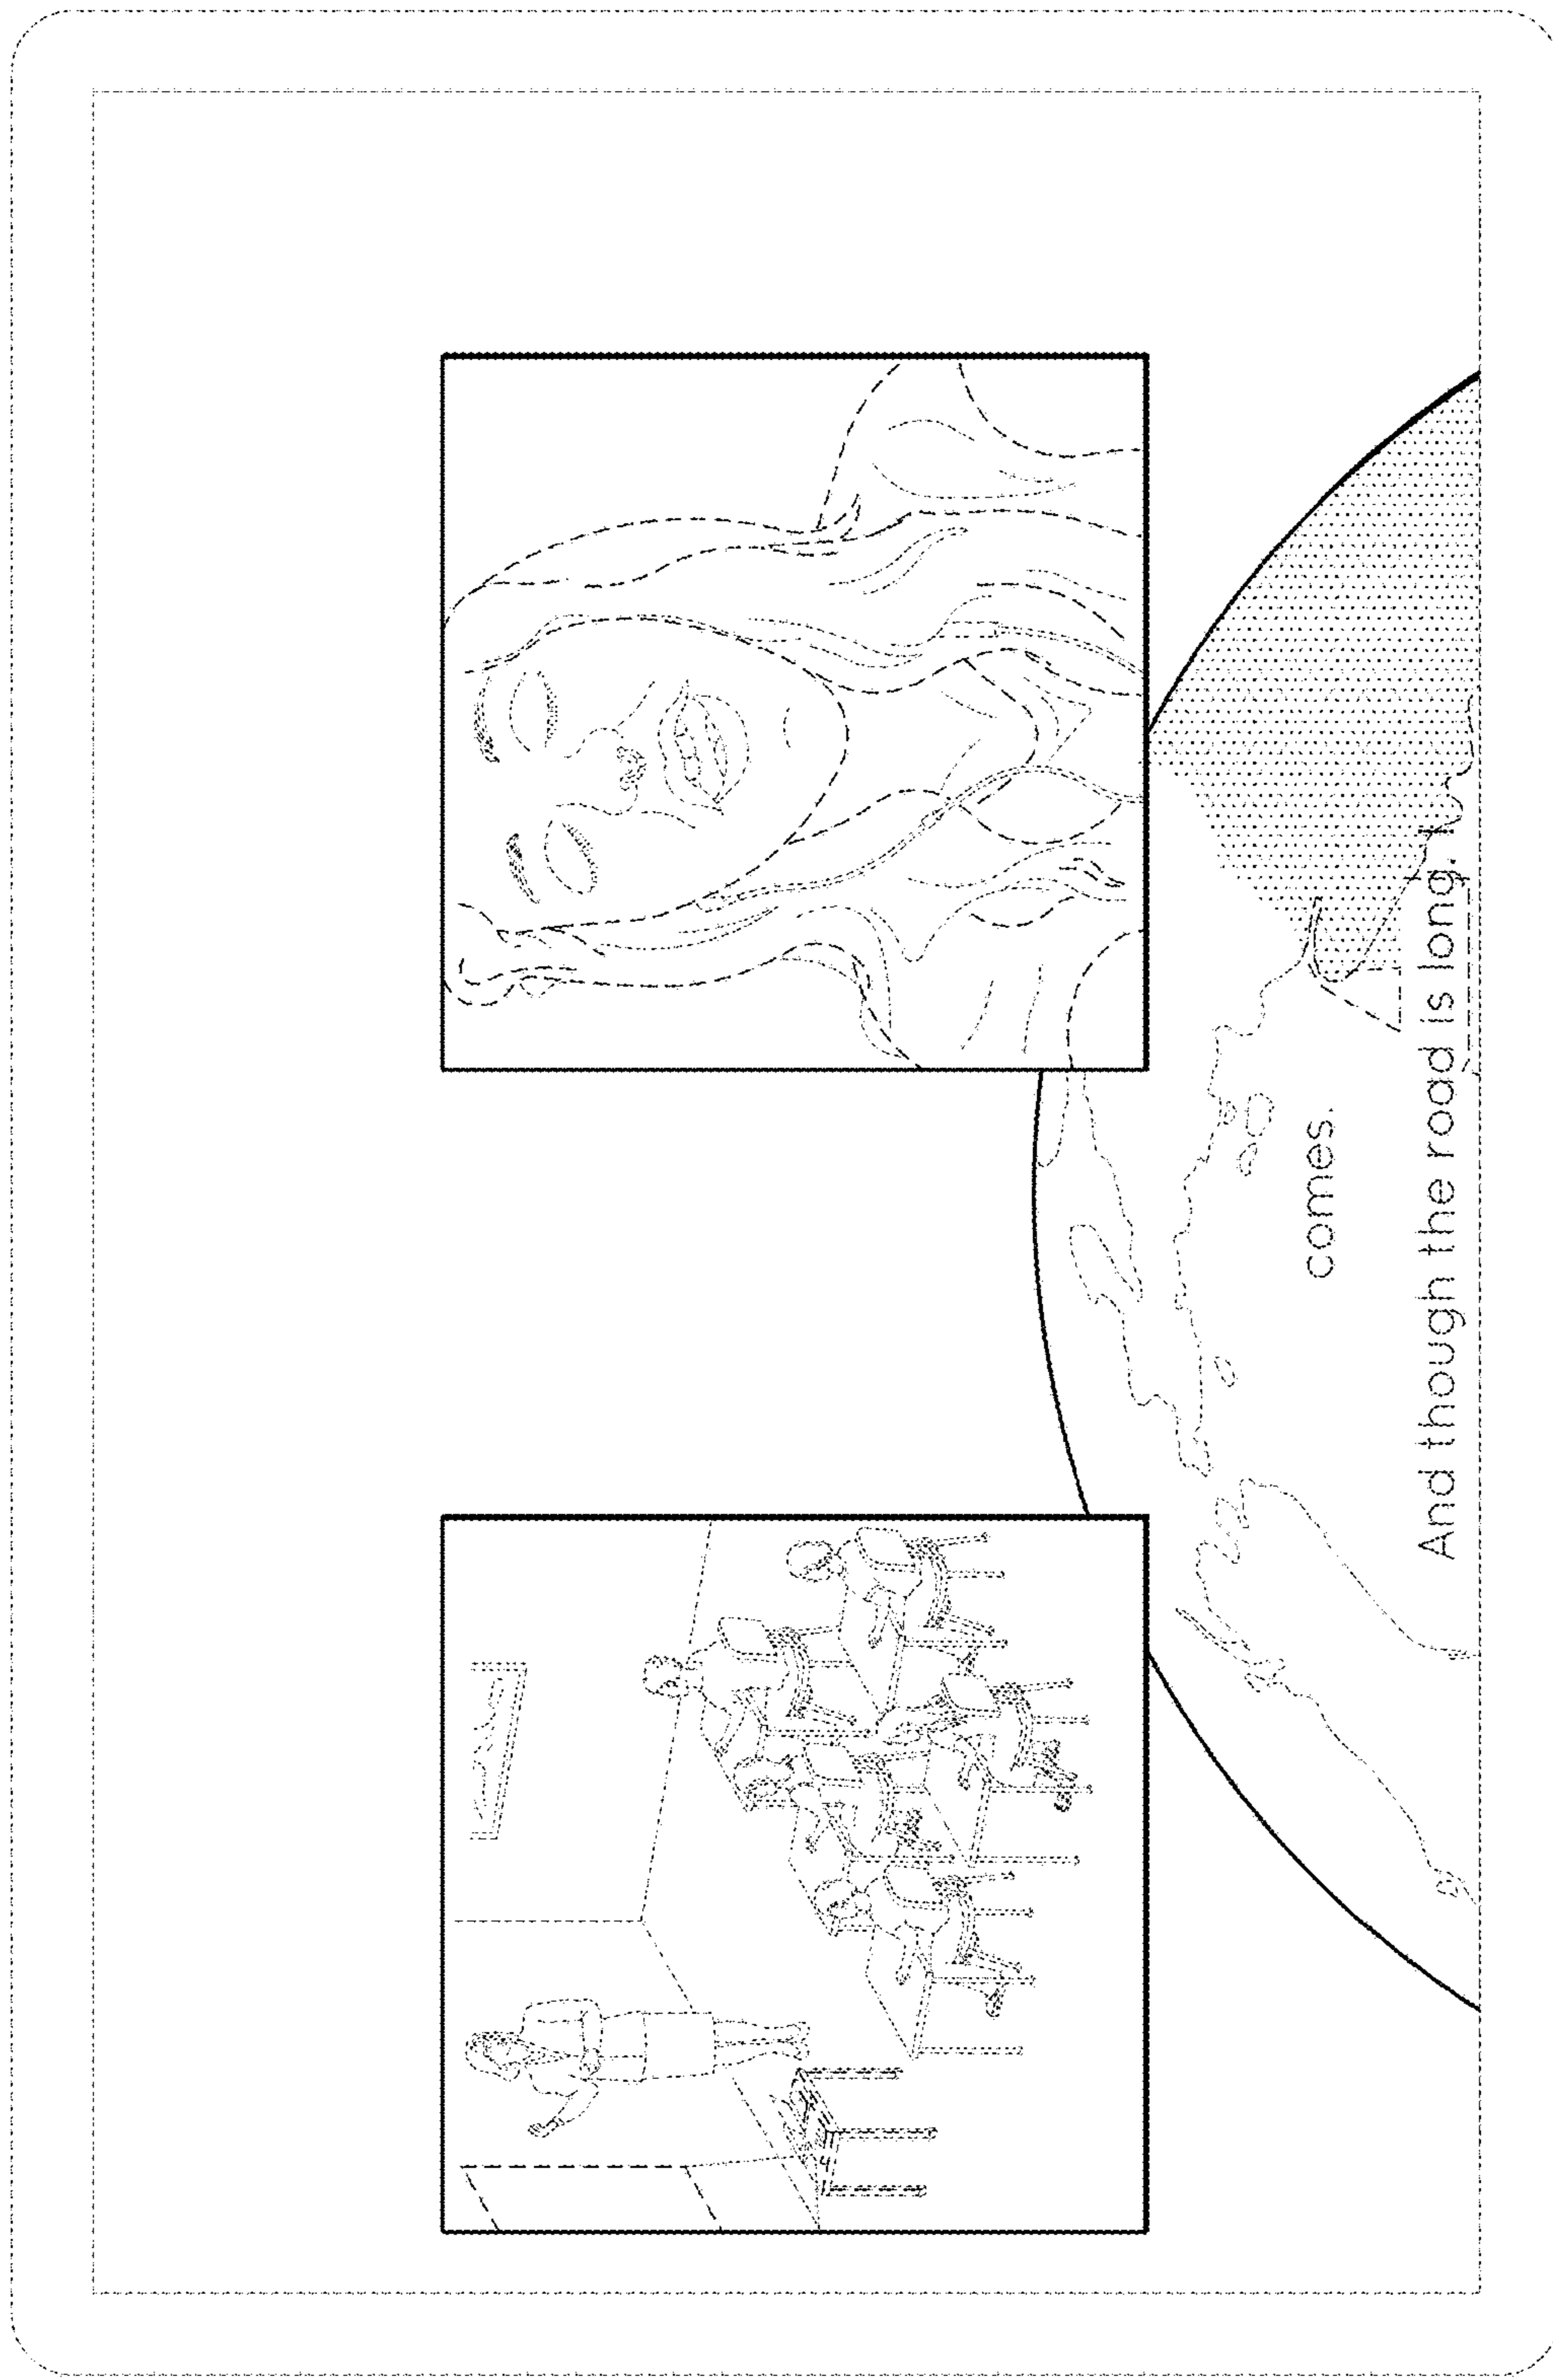 comes.
And though the road is long. I